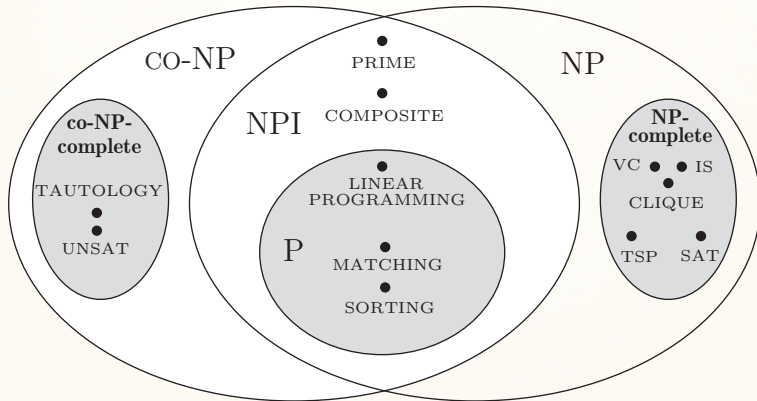 CO-NP
NP
PRIME
NPI
COMPOSITE
co-NP-
complete
TAUTOLOGY
UNSAT
P
LINEAR
PROGRAMMING
MATCHING
SORTING
NP-
complete
VC
IS
CLIQUE
TSP
SAT